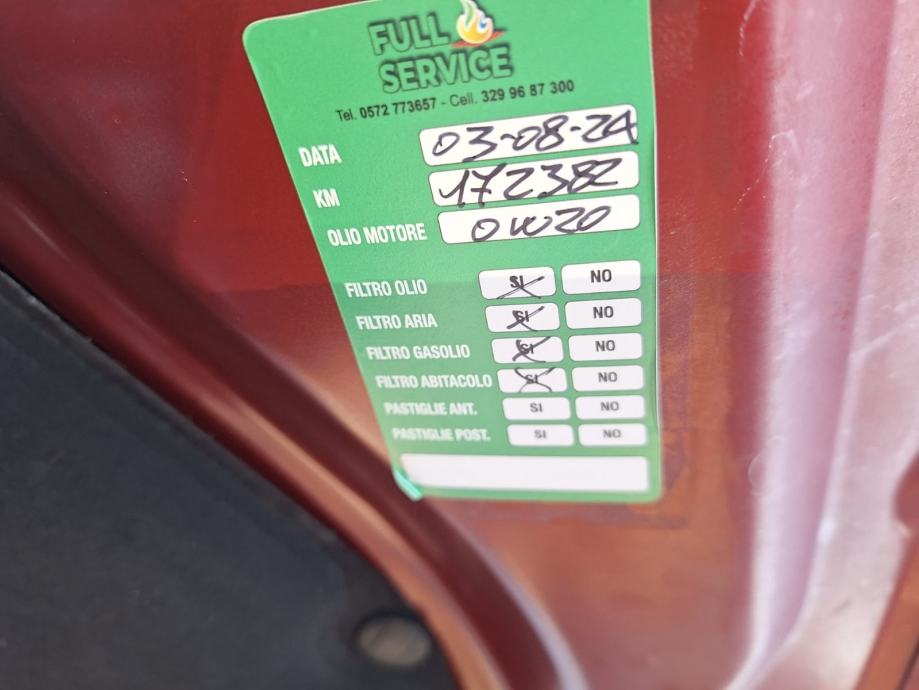 FULL
SERVICE
Tel. 0572 773657 - Cell. 329 96 87 300
DATA 03-08-24
KM 172382
OLIO MOTORE 0W20
FILTRO OLIO SI NO
FILTRO ARIA SI NO
FILTRO GASOLIO SI NO
FILTRO ABITACOLO SI NO
PASTIGLIE ANT. SI NO
PASTIGLIE POST. SI NO